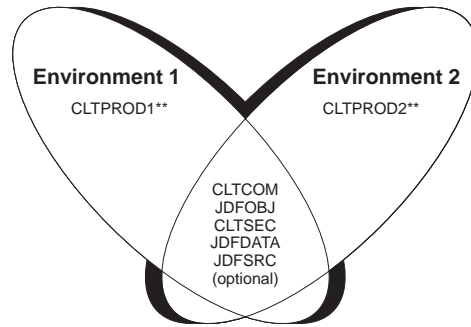 Environment 1
Environment 2
CLTPROD1**
CLTPROD2**
CLTCOM
JDFOBJ
CLTSEC
JDFDATA
JDFSRC
(optional)